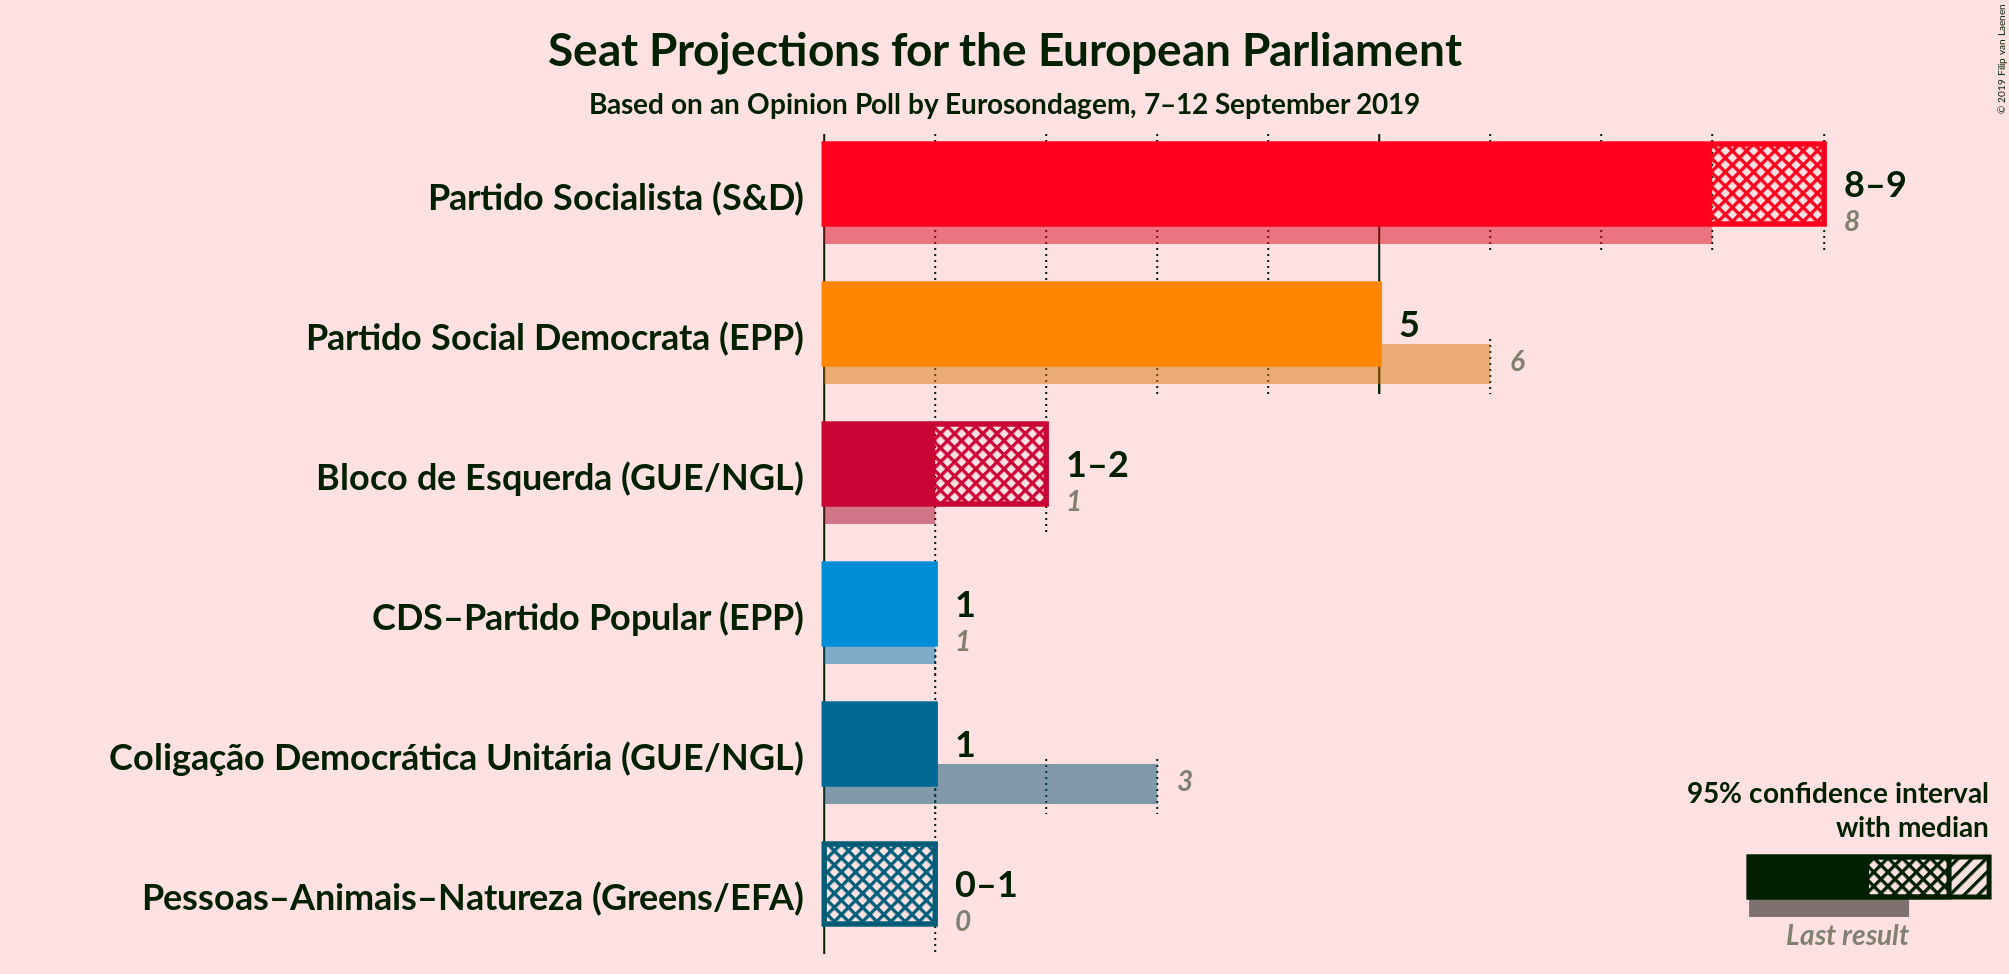 Seat Projections for the European Parliament
Based on an Opinion Poll by Eurosondagem, 7–12 September 2019
© 2019 Filip van Laenen
Partido Socialista (S&D)
8–9
8
Partido Social Democrata (EPP)
5
6
Bloco de Esquerda (GUE/NGL)
1–2
1
CDS–Partido Popular (EPP)
1
1
Coligação Democrática Unitária (GUE/NGL)
1
3
Pessoas–Animais–Natureza (Greens/EFA)
0–1
0
95% confidence interval
with median
Last result